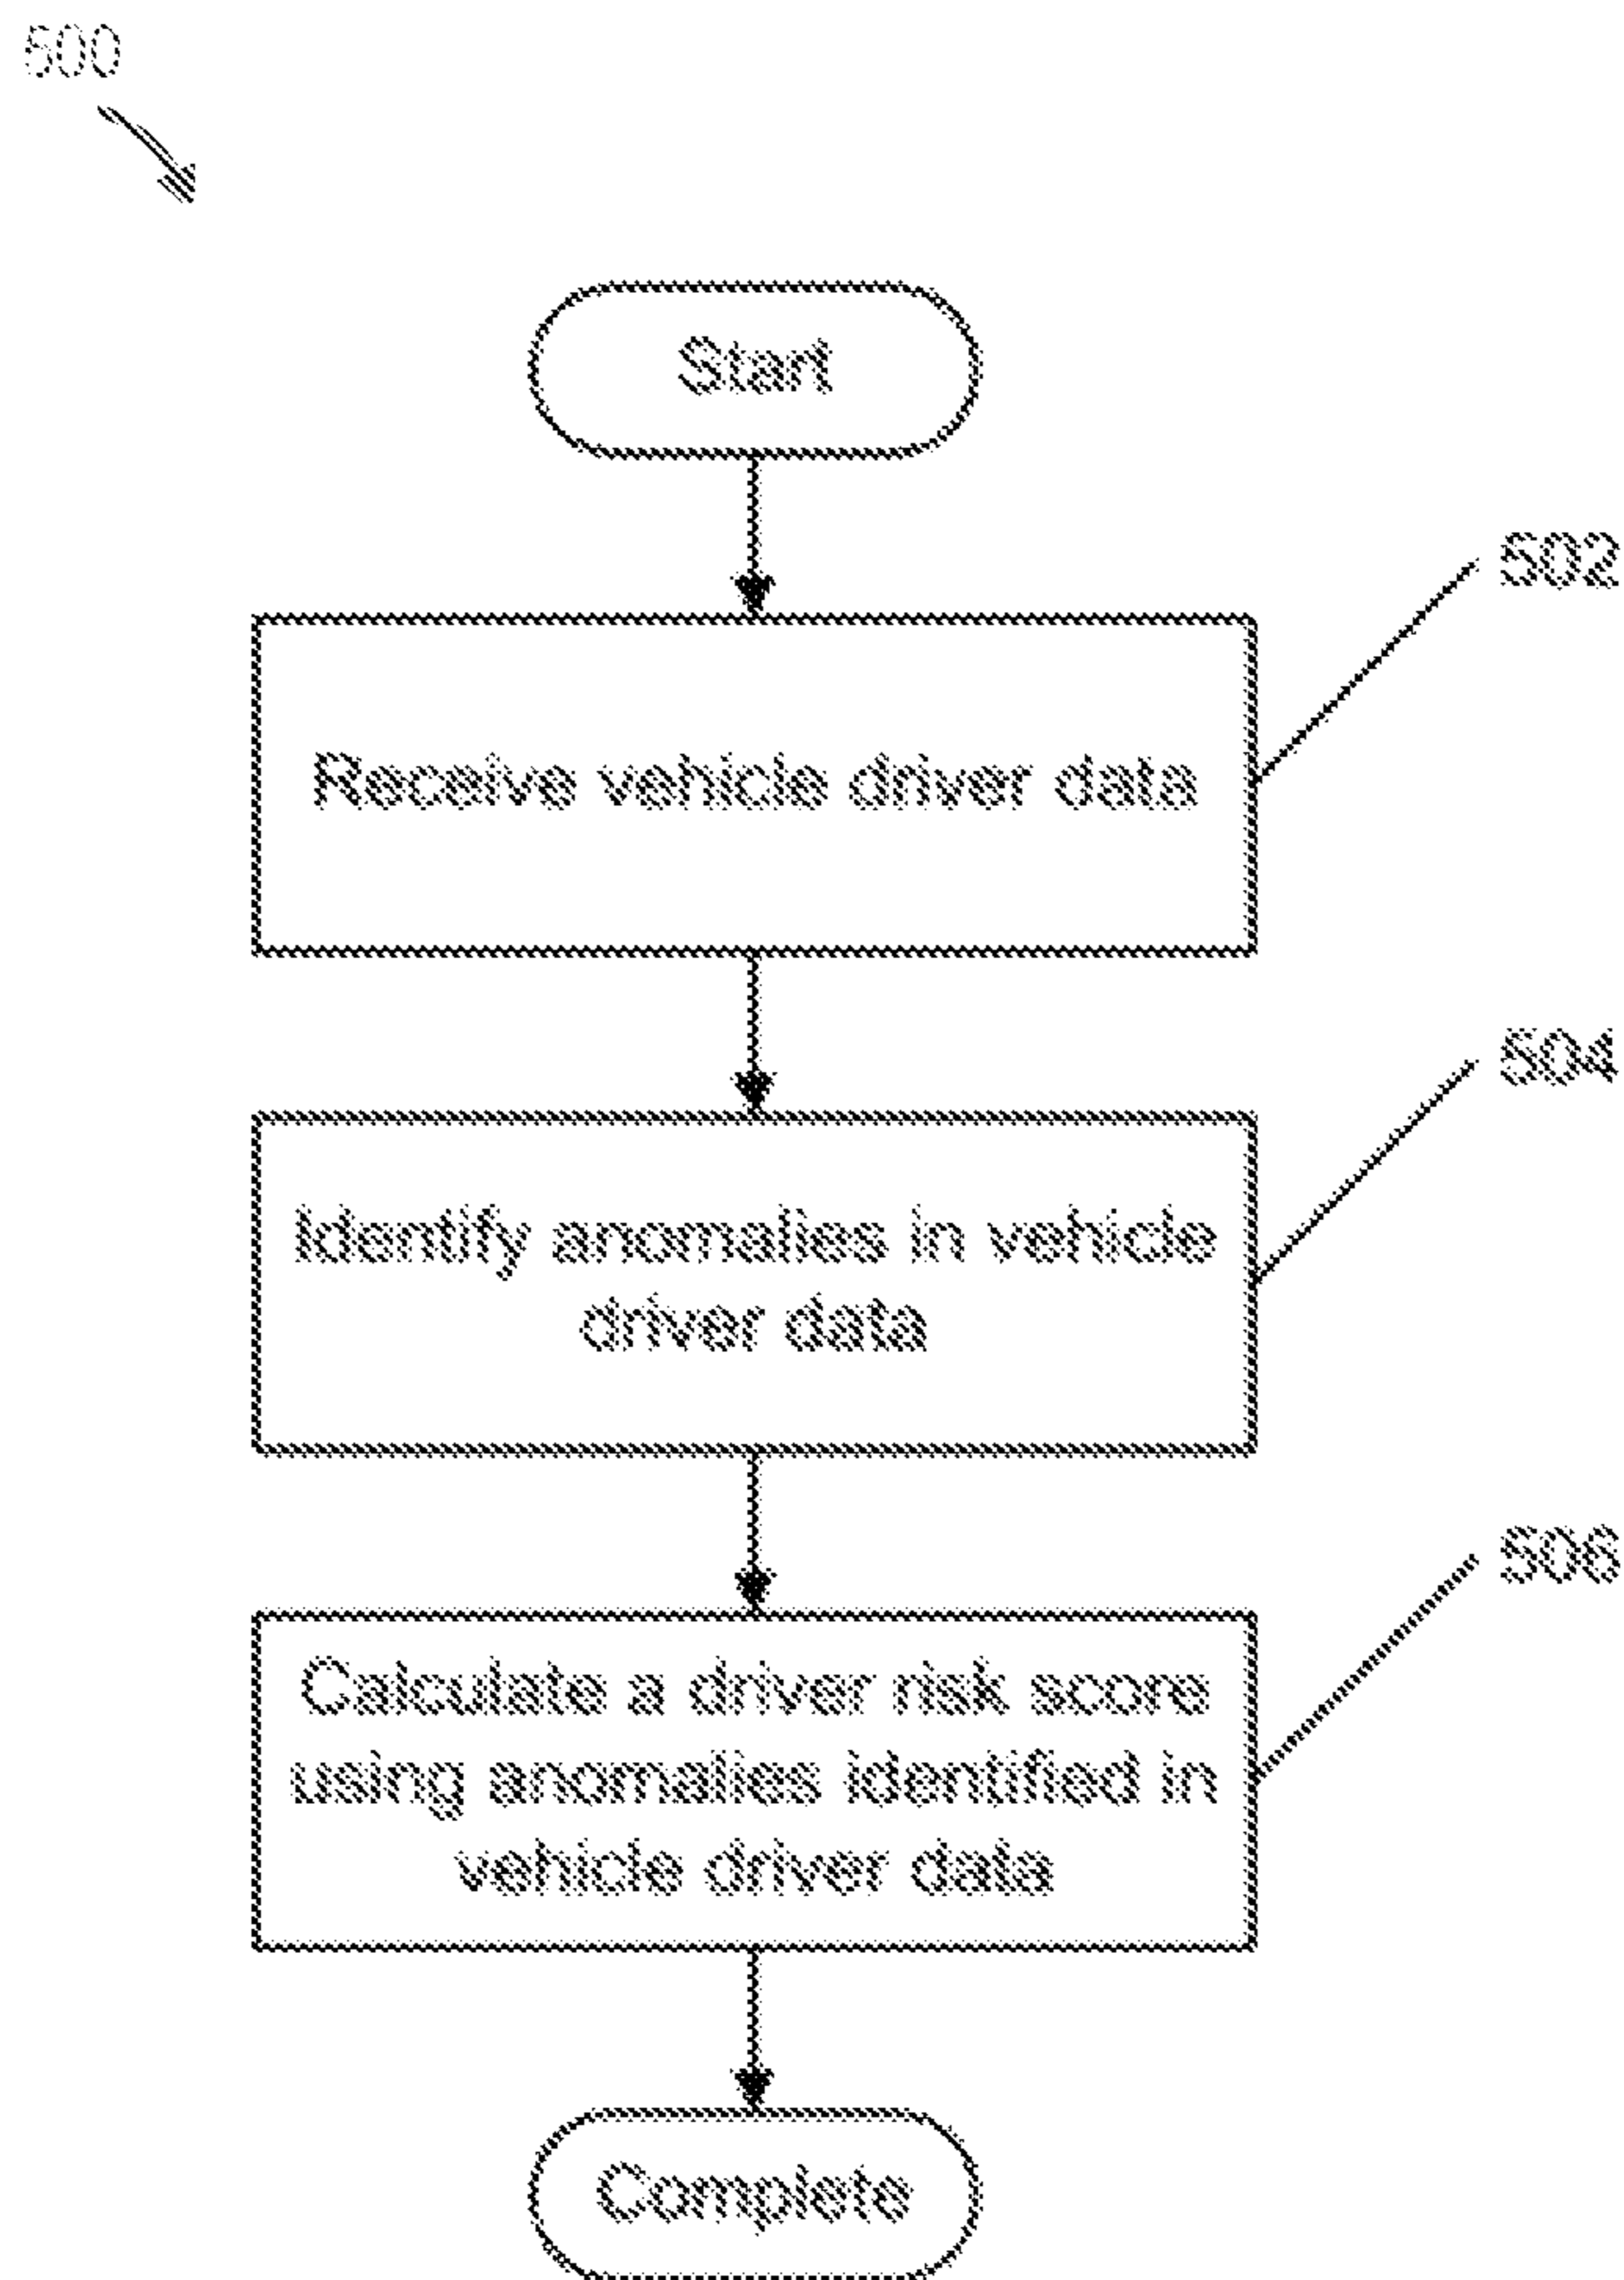 500
Start
502
Receive vehicle driver data
504
Identify anomalies in vehicle
driver data
506
Calculate a driver risk score
using anomalies identified in
vehicle driver data
Complete